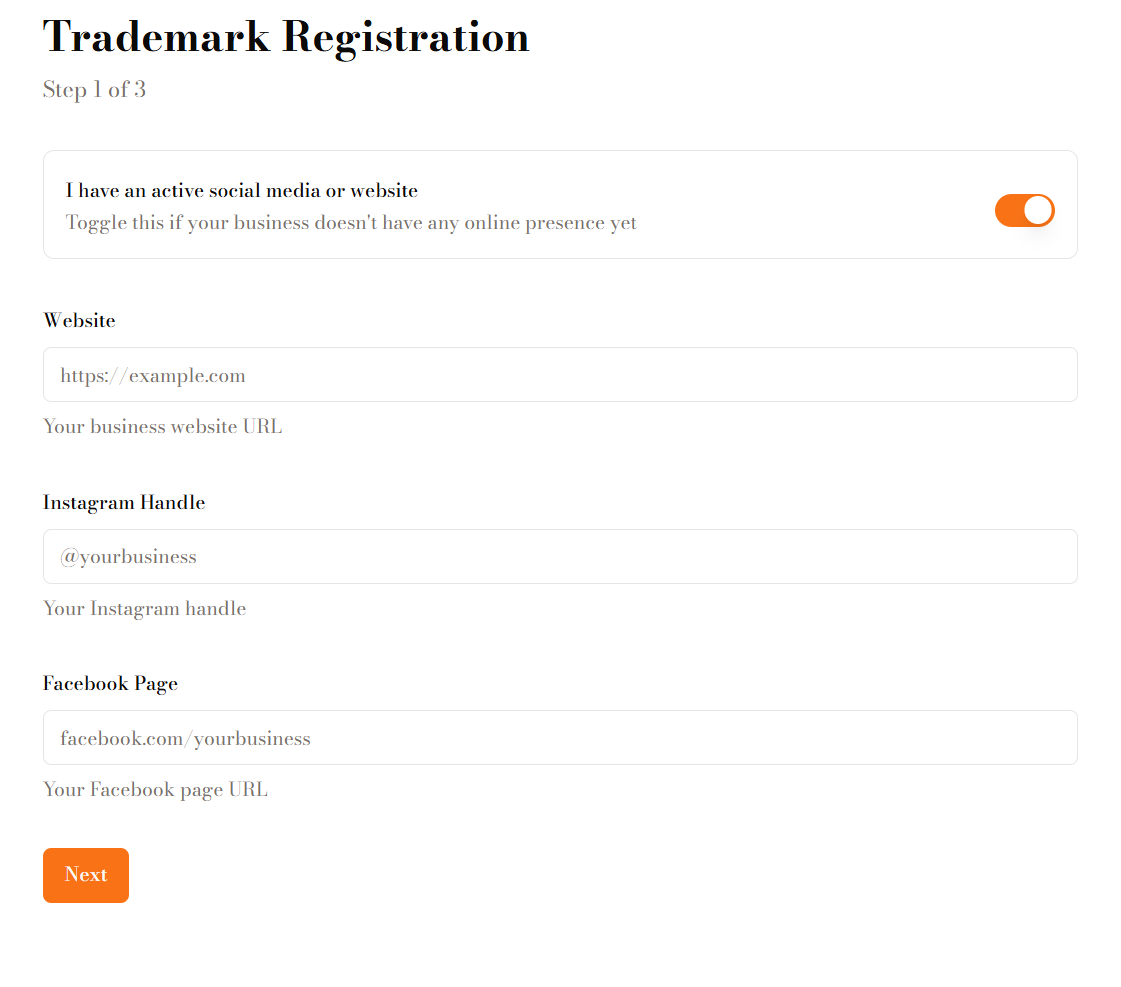 Trademark Registration
Step 1 of 3
I have an active social media or website
Toggle this if your business doesn't have any online presence yet
Website
https://example.com
Your business website URL
Instagram Handle
@yourbusiness
Your Instagram handle
Facebook Page
facebook.com/yourbusiness
Your Facebook page URL
Next